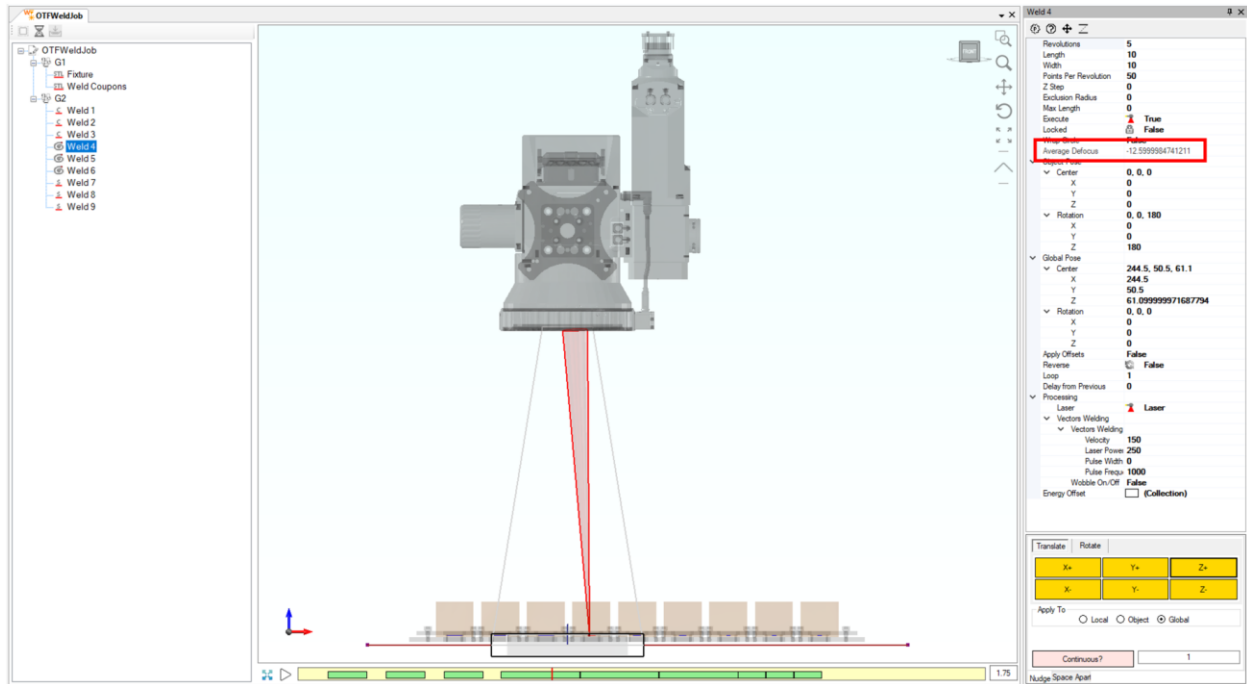 OTFWeldJob
OTFWeldJob
G1
Fixture
Weld Coupons
G2
Weld 1
Weld 2
Weld 3
Weld 4
Weld 5
Weld 6
Weld 7
Weld 8
Weld 9
FRONT
1.75
Weld 4
Revolutions 5
Length 10
Width 10
Points Per Revolution 50
Z Step 0
Exclusion Radius 0
Max Length 0
Execute True
Locked False
Wrap Circle False
Average Defocus -12.5999984741211
Object Pose
Center 0, 0, 0
X 0
Y 0
Z 0
Rotation 0, 0, 180
X 0
Y 0
Z 180
Global Pose
Center 244.5, 50.5, 61.1
X 244.5
Y 50.5
Z 61.099999971687794
Rotation 0, 0, 0
X 0
Y 0
Z 0
Apply Offsets False
Reverse False
Loop 1
Delay from Previous 0
Processing
Laser Laser
Vectors Welding
Vectors Welding
Velocity 150
Laser Power 250
Pulse Width 0
Pulse Frequ 1000
Wobble On/Off False
Energy Offset (Collection)
Translate Rotate
X+ Y+ Z+
X- Y- Z-
Apply To
Local Object Global
Continuous? 1
Nudge Space Apart